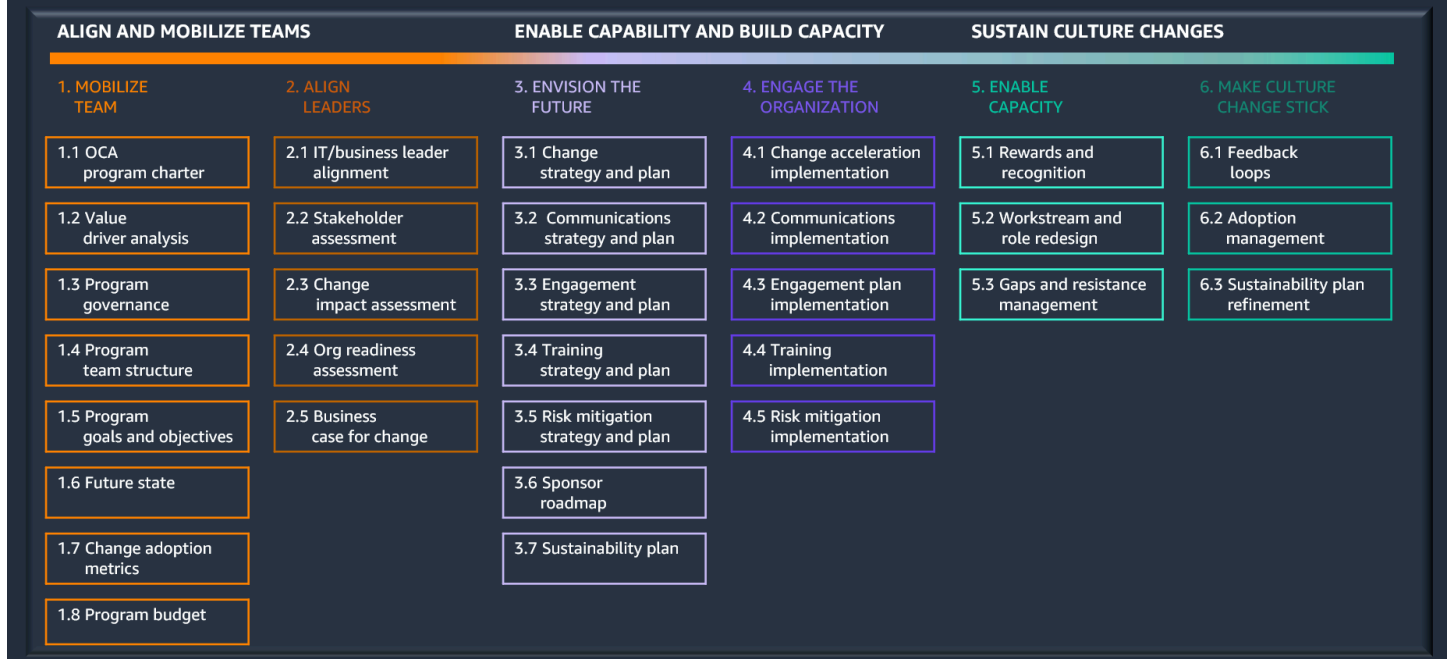 ALIGN AND MOBILIZE TEAMS
ENABLE CAPABILITY AND BUILD CAPACITY
SUSTAIN CULTURE CHANGES
1. MOBILIZE
TEAM
1.1 OCA
program charter
1.2 Value
driver analysis
1.3 Program
governance
1.4 Program
team structure
1.5 Program
goals and objectives
1.6 Future state
1.7 Change adoption
metrics
1.8 Program budget
2. ALIGN
LEADERS
2.1 IT/business leader
alignment
2.2 Stakeholder
assessment
2.3 Change
impact assessment
2.4 Org readiness
assessment
2.5 Business
case for change
3. ENVISION THE
FUTURE
3.1 Change
strategy and plan
3.2 Communications
strategy and plan
3.3 Engagement
strategy and plan
3.4 Training
strategy and plan
3.5 Risk mitigation
strategy and plan
3.6 Sponsor
roadmap
3.7 Sustainability plan
4. ENGAGE THE
ORGANIZATION
4.1 Change acceleration
implementation
4.2 Communications
implementation
4.3 Engagement plan
implementation
4.4 Training
implementation
4.5 Risk mitigation
implementation
5. ENABLE
CAPACITY
5.1 Rewards and
recognition
5.2 Workstream and
role redesign
5.3 Gaps and resistance
management
6. MAKE CULTURE
CHANGE STICK
6.1 Feedback
loops
6.2 Adoption
management
6.3 Sustainability plan
refinement